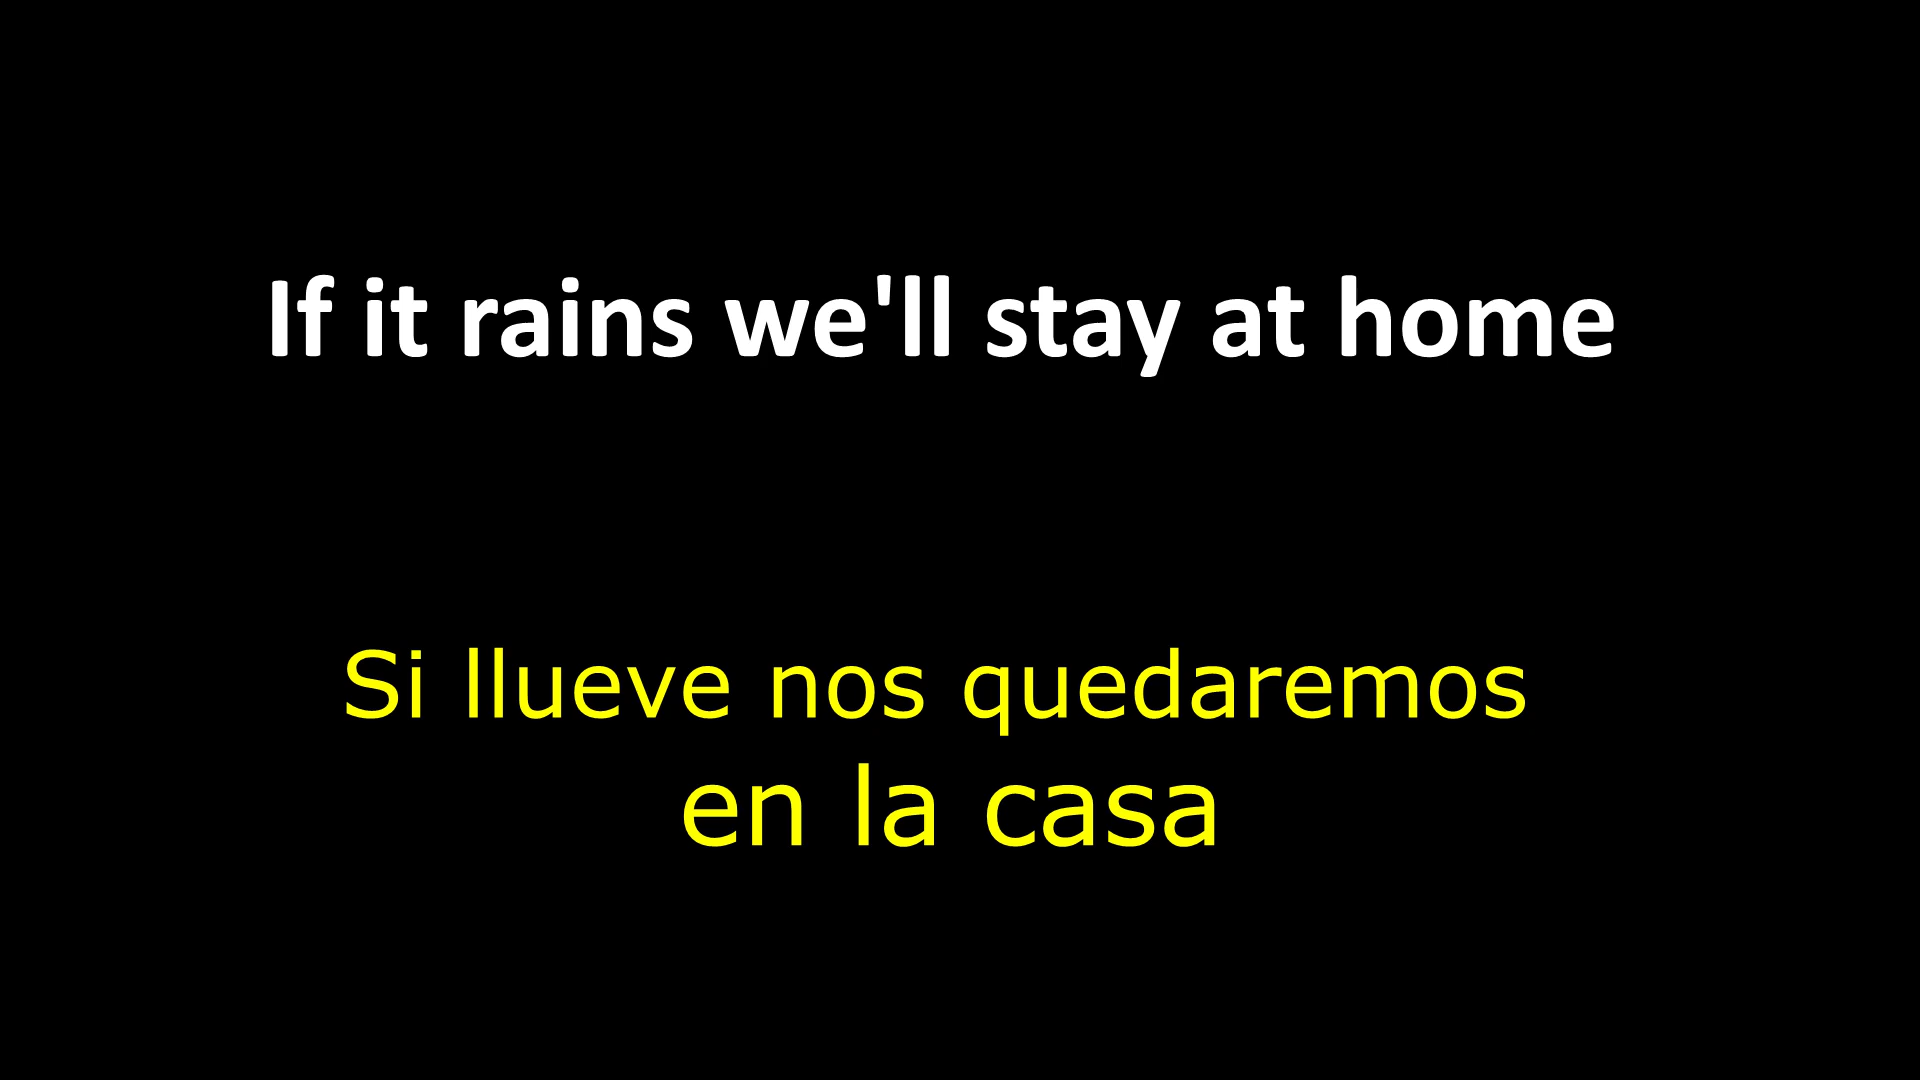 If it rains we'll stay at home
Si llueve nos quedaremos
en la casa